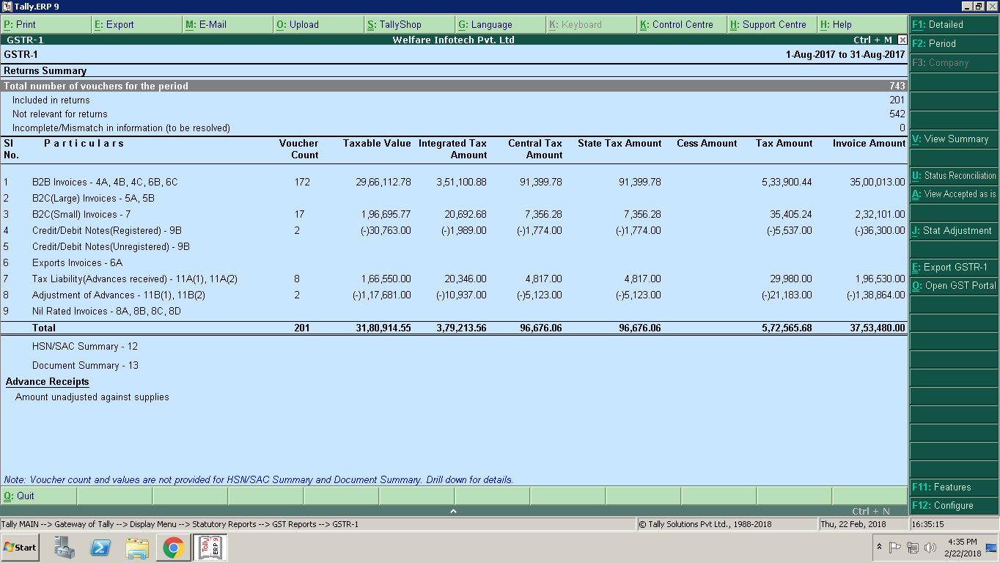 Tally.ERP 9
P: Print E: Export M: E-Mail O: Upload S: TallyShop G: Language K: Keyboard K: Control Centre H: Support Centre H: Help
GSTR-1 Welfare Infotech Pvt. Ltd Ctrl + M
GSTR-1 1-Aug-2017 to 31-Aug-2017
Returns Summary
Total number of vouchers for the period 743
Included in returns 201
Not relevant for returns 542
Incomplete/Mismatch in information (to be resolved) 0
Sl Particulars Voucher Taxable Value Integrated Tax Central Tax State Tax Amount Cess Amount Tax Amount Invoice Amount
No. Count Amount Amount
1 B2B Invoices - 4A, 4B, 4C, 6B, 6C 172 29,66,112.78 3,51,100.88 91,399.78 91,399.78 5,33,900.44 35,00,013.00
2 B2C(Large) Invoices - 5A, 5B
3 B2C(Small) Invoices - 7 17 1,96,695.77 20,692.68 7,356.28 7,356.28 35,405.24 2,32,101.00
4 Credit/Debit Notes(Registered) - 9B 2 (-)30,763.00 (-)1,989.00 (-)1,774.00 (-)1,774.00 (-)5,537.00 (-)36,300.00
5 Credit/Debit Notes(Unregistered) - 9B
6 Exports Invoices - 6A
7 Tax Liability(Advances received) - 11A(1), 11A(2) 8 1,66,550.00 20,346.00 4,817.00 4,817.00 29,980.00 1,96,530.00
8 Adjustment of Advances - 11B(1), 11B(2) 2 (-)1,17,681.00 (-)10,937.00 (-)5,123.00 (-)5,123.00 (-)21,183.00 (-)1,38,864.00
9 Nil Rated Invoices - 8A, 8B, 8C, 8D
Total 201 31,80,914.55 3,79,213.56 96,676.06 96,676.06 5,72,565.68 37,53,480.00
HSN/SAC Summary - 12
Document Summary - 13
Advance Receipts
Amount unadjusted against supplies
Note: Voucher count and values are not provided for HSN/SAC Summary and Document Summary. Drill down for details.
Q: Quit
Ctrl + N
F1: Detailed
F2: Period
F3: Company
V: View Summary
U: Status Reconciliation
A: View Accepted as is
J: Stat Adjustment
E: Export GSTR-1
O: Open GST Portal
F11: Features
F12: Configure
Tally MAIN --> Gateway of Tally --> Display Menu --> Statutory Reports --> GST Reports --> GSTR-1 © Tally Solutions Pvt Ltd., 1988-2018 Thu, 22 Feb, 2018 16:35:15
Start Tally ERP 9 4:35 PM
2/22/2018